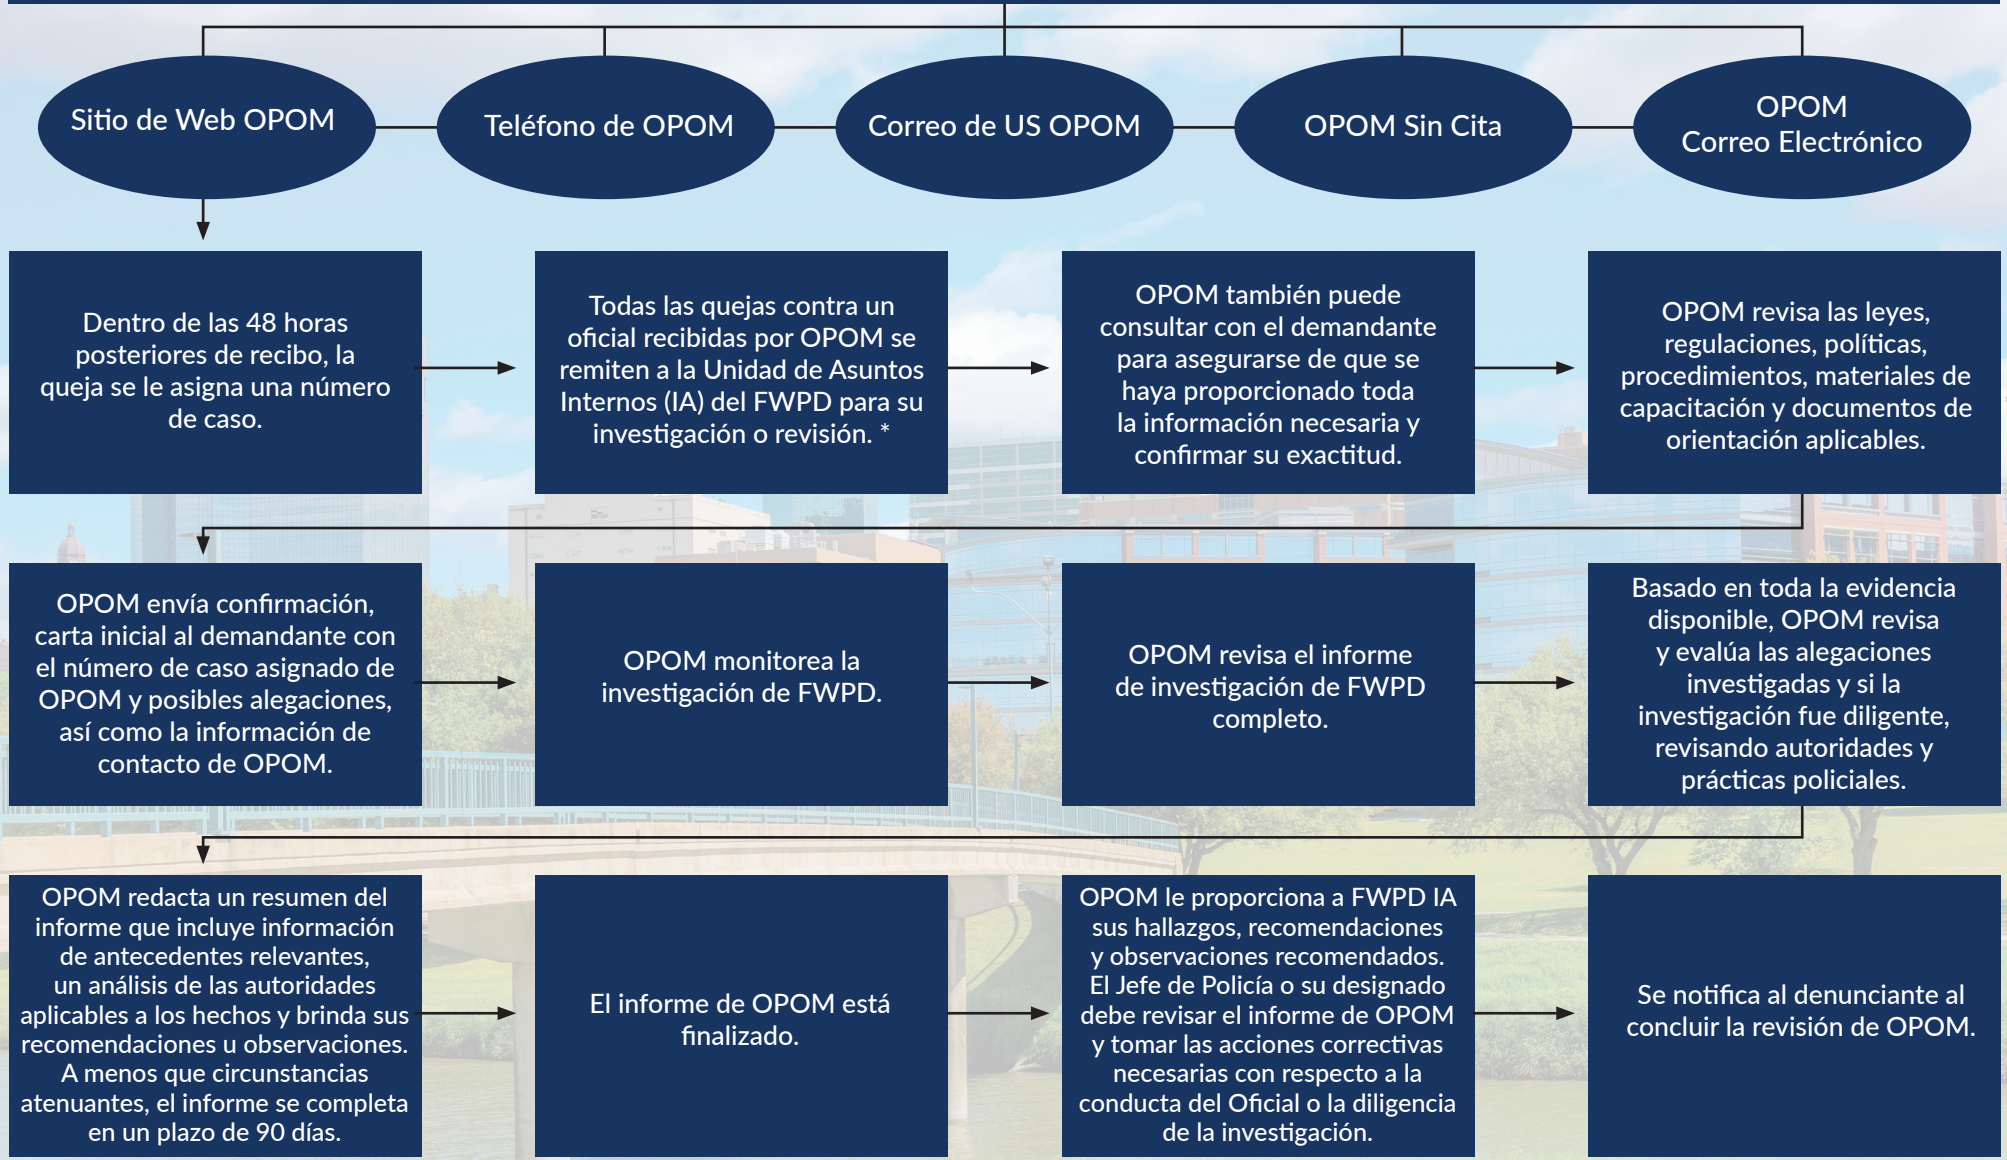 Sitio de Web OPOM
Teléfono de OPOM
Correo de US OPOM
OPOM Sin Cita
OPOM
Correo Electrónico
Dentro de las 48 horas
posteriores de recibo, la
queja se le asigna una número
de caso.
Todas las quejas contra un
oficial recibidas por OPOM se
remiten a la Unidad de Asuntos
Internos (IA) del FWPD para su
investigación o revisión. *
OPOM también puede
consultar con el demandante
para asegurarse de que se
haya proporcionado toda
la información necesaria y
confirmar su exactitud.
OPOM revisa las leyes,
regulaciones, políticas,
procedimientos, materiales de
capacitación y documentos de
orientación aplicables.
OPOM envía confirmación,
carta inicial al demandante con
el número de caso asignado de
OPOM y posibles alegaciones,
así como la información de
contacto de OPOM.
OPOM monitorea la
investigación de FWPD.
OPOM revisa el informe
de investigación de FWPD
completo.
Basado en toda la evidencia
disponible, OPOM revisa
y evalúa las alegaciones
investigadas y si la
investigación fue diligente,
revisando autoridades y
prácticas policiales.
OPOM redacta un resumen del
informe que incluye información
de antecedentes relevantes,
un análisis de las autoridades
aplicables a los hechos y brinda sus
recomendaciones u observaciones.
A menos que circunstancias
atenuantes, el informe se completa
en un plazo de 90 días.
El informe de OPOM está
finalizado.
OPOM le proporciona a FWPD IA
sus hallazgos, recomendaciones
y observaciones recomendados.
El Jefe de Policía o su designado
debe revisar el informe de OPOM
y tomar las acciones correctivas
necesarias con respecto a la
conducta del Oficial o la diligencia
de la investigación.
Se notifica al denunciante al
concluir la revisión de OPOM.